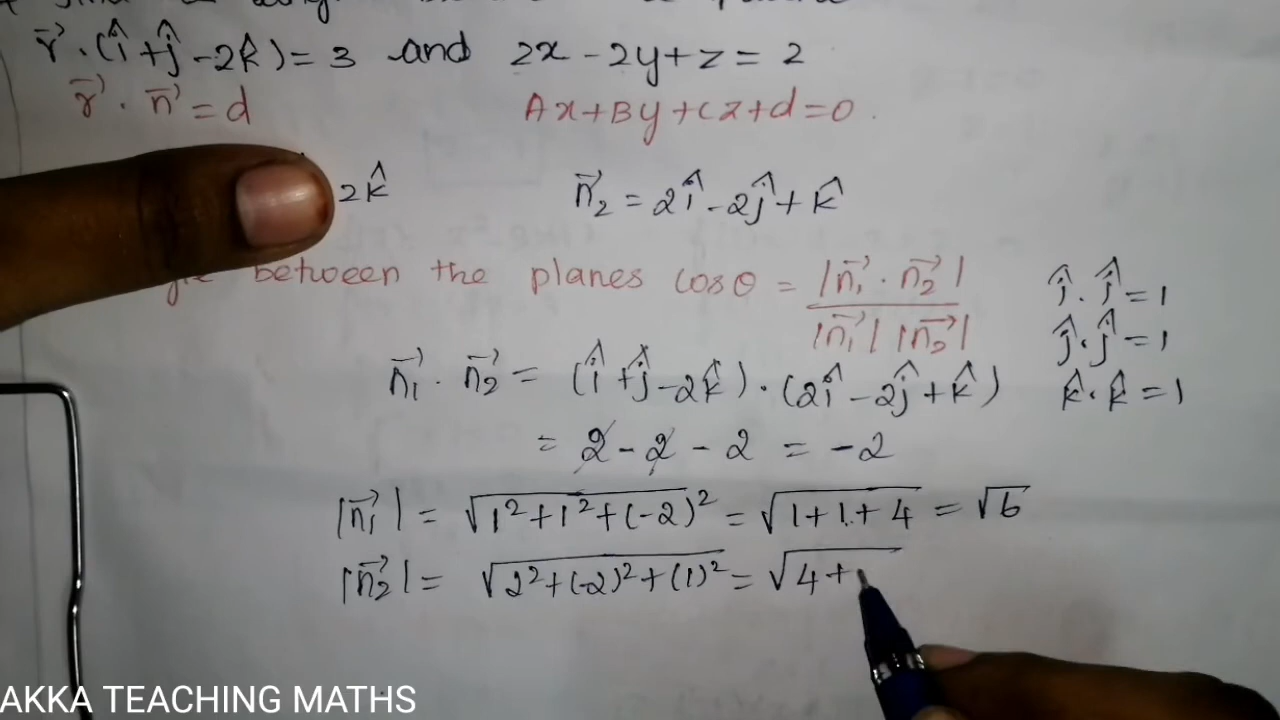 r⃗ · (î + ĵ - 2k̂) = 3 and 2x - 2y + z = 2
r⃗ · n⃗ = d Ax + By + Cz + d = 0
2k̂ n⃗₂ = 2î - 2ĵ + k̂
between the planes cosθ = |n⃗₁ · n⃗₂| / |n⃗₁| |n⃗₂|
ĵ · ĵ = 1
ĵ · ĵ = 1
k̂ · k̂ = 1
n⃗₁ · n⃗₂ = (î + ĵ - 2k̂) · (2î - 2ĵ + k̂)
= 2 - 2 - 2 = -2
|n⃗₁| = √(1² + 1² + (-2)²) = √(1 + 1 + 4) = √6
|n⃗₂| = √(2² + (-2)² + (1)²) = √(4 +
AKKA TEACHING MATHS